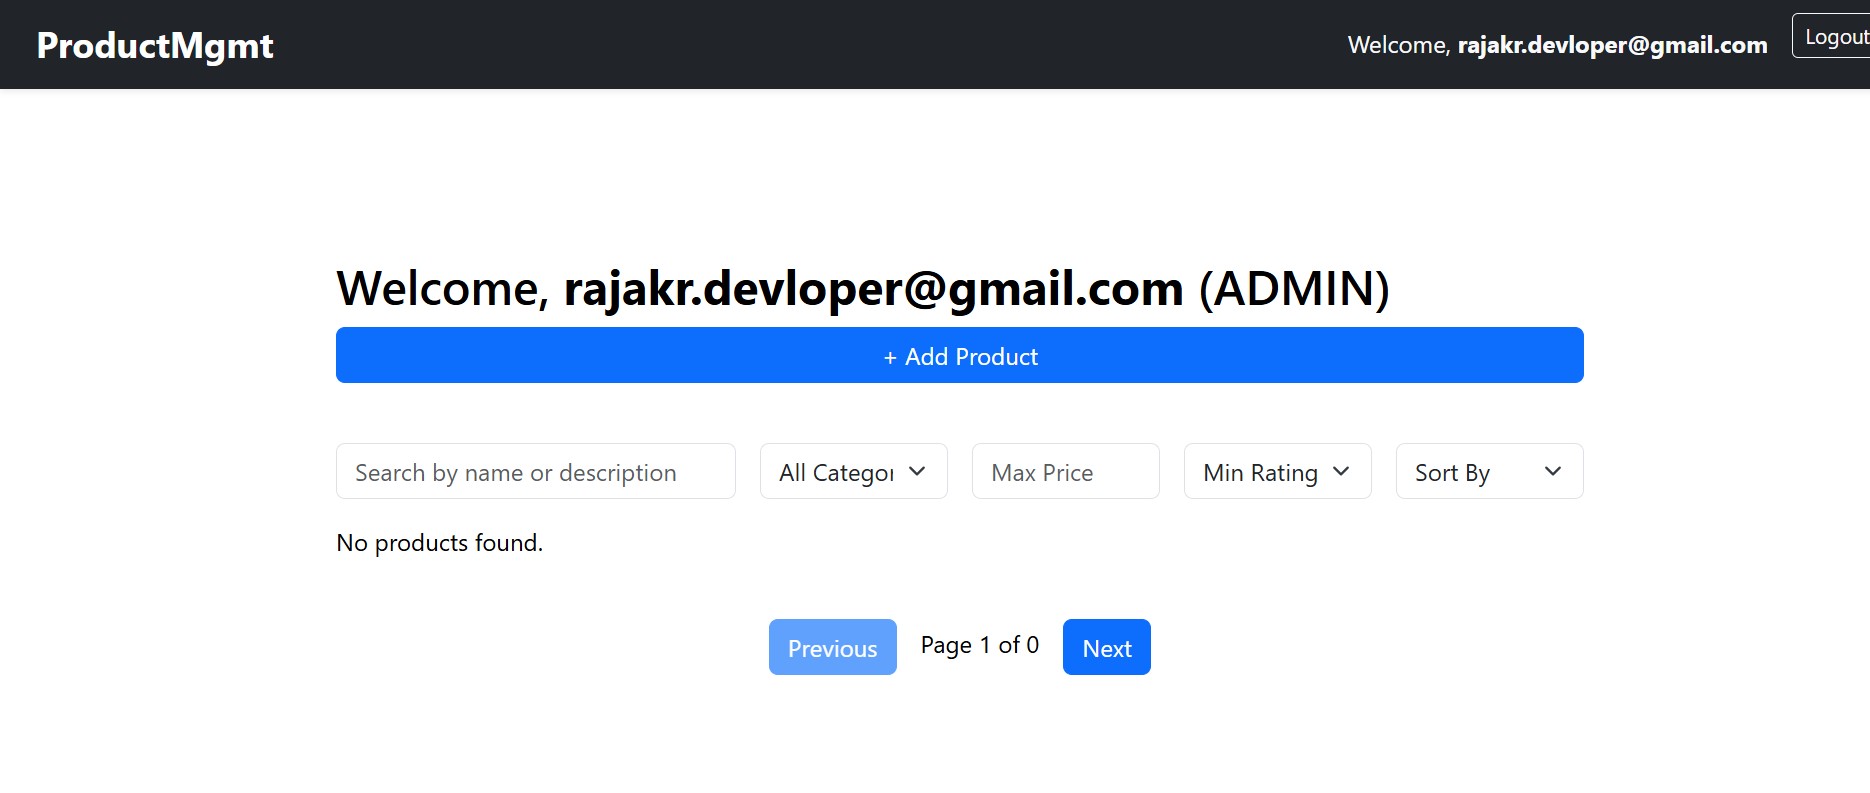 ProductMgmt
Welcome, rajakr.devloper@gmail.com
Logout
Welcome, rajakr.devloper@gmail.com (ADMIN)
+ Add Product
Search by name or description
All Categor
Max Price
Min Rating
Sort By
No products found.
Previous
Page 1 of 0
Next